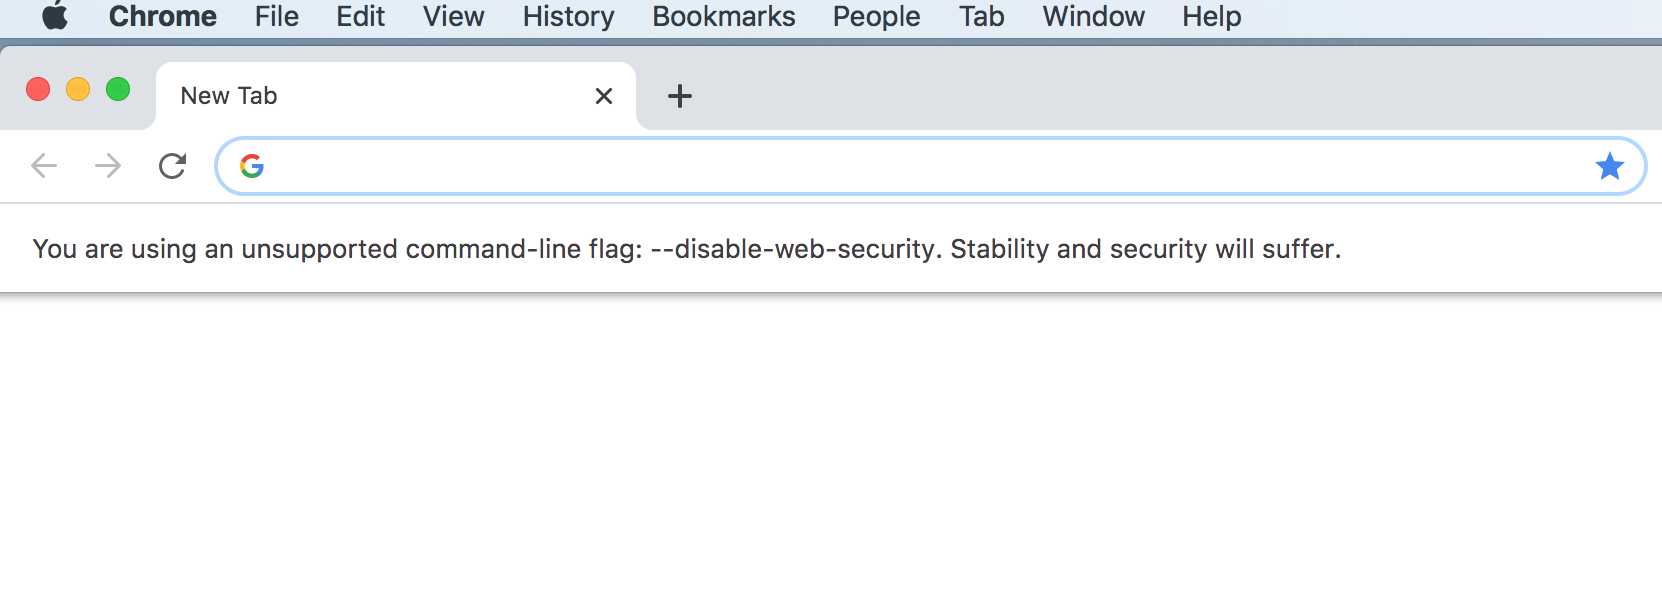 Chrome File Edit View History Bookmarks People Tab Window Help
New Tab
You are using an unsupported command-line flag: --disable-web-security. Stability and security will suffer.